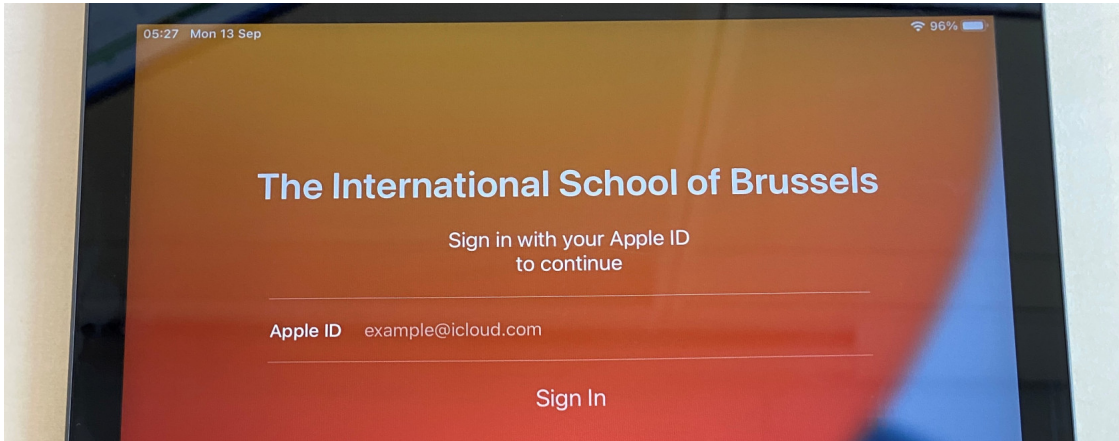 05:27 Mon 13 Sep
96%
The International School of Brussels
Sign in with your Apple ID
to continue
Apple ID example@icloud.com
Sign In